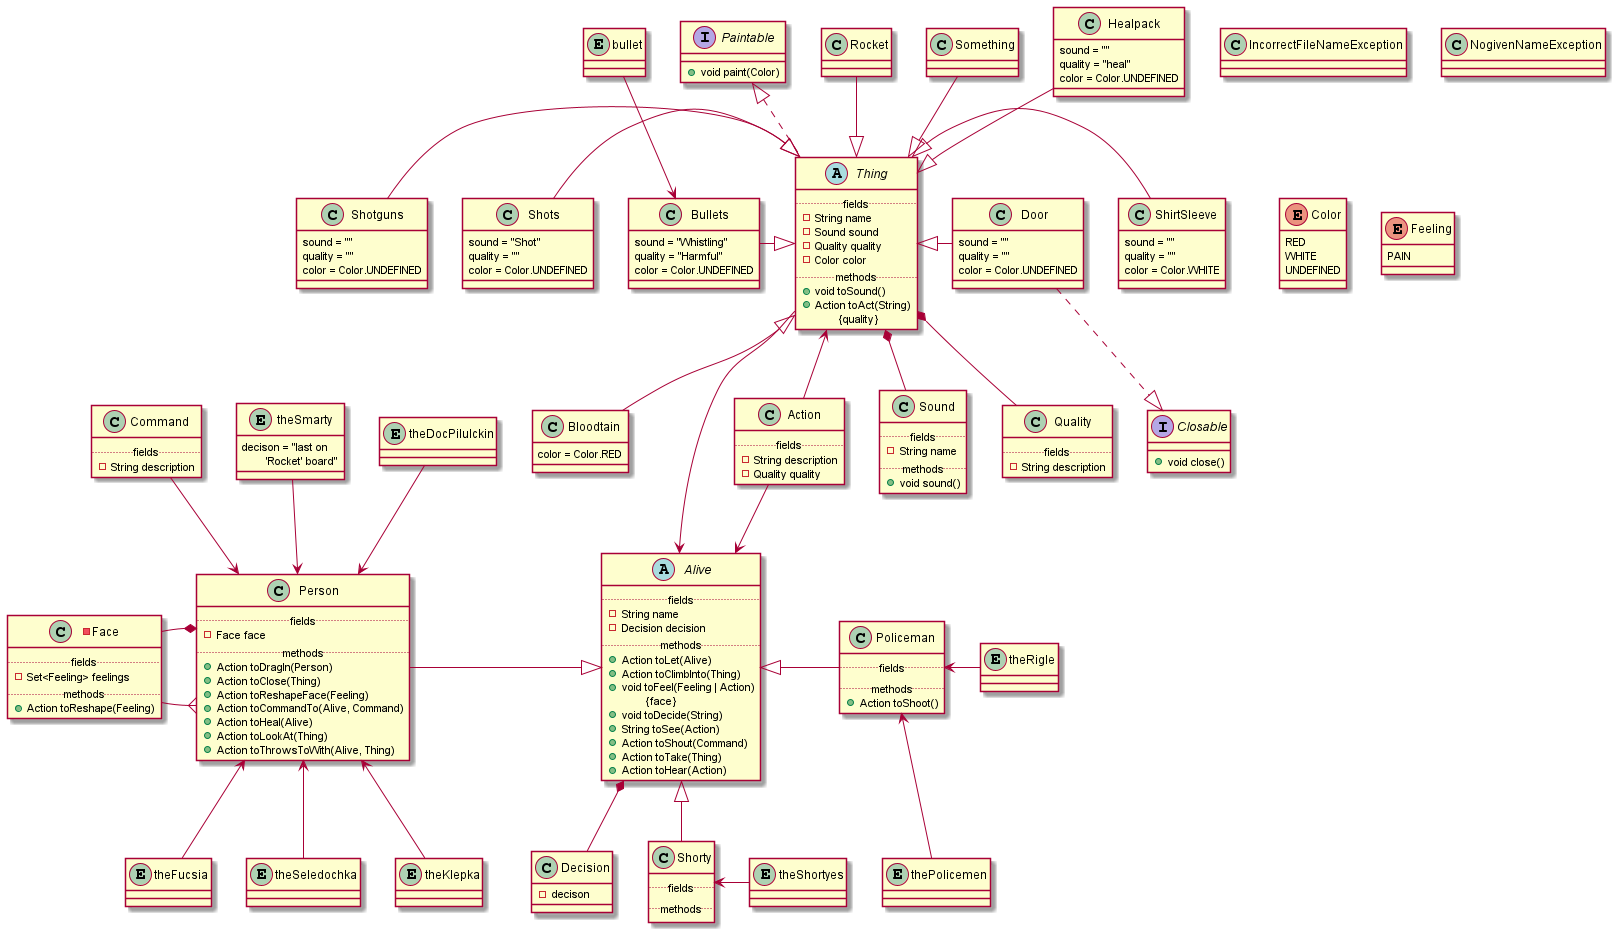 E bullet
I Paintable
void paint(Color)
C Rocket
C Something
C Healpack
sound = ""
quality = "heal"
color = Color.UNDEFINED
C IncorrectFileNameException
C NogivenNameException
C Shotguns
sound = ""
quality = ""
color = Color.UNDEFINED
C Shots
sound = "Shot"
quality = ""
color = Color.UNDEFINED
C Bullets
sound = "Whistling"
quality = "Harmful"
color = Color.UNDEFINED
A Thing
fields
String name
Sound sound
Quality quality
Color color
methods
void toSound()
Action toAct(String)
{quality}
C Door
sound = ""
quality = ""
color = Color.UNDEFINED
C ShirtSleeve
sound = ""
quality = ""
color = Color.WHITE
E Color
RED
WHITE
UNDEFINED
E Feeling
PAIN
C Command
fields
String description
E theSmarty
decison = "last on
'Rocket' board"
E theDocPilulckin
C Bloodtain
color = Color.RED
C Action
fields
String description
Quality quality
C Sound
fields
String name
methods
void sound()
C Quality
fields
String description
I Closable
void close()
C Face
fields
Set<Feeling> feelings
methods
Action toReshape(Feeling)
C Person
fields
Face face
methods
Action toDragIn(Person)
Action toClose(Thing)
Action toReshapeFace(Feeling)
Action toCommandTo(Alive, Command)
Action toHeal(Alive)
Action toLookAt(Thing)
Action toThrowsToWith(Alive, Thing)
A Alive
fields
String name
Decision decision
methods
Action toLet(Alive)
Action toClimbInto(Thing)
void toFeel(Feeling | Action)
{face}
void toDecide(String)
String toSee(Action)
Action toShout(Command)
Action toTake(Thing)
Action toHear(Action)
C Policeman
fields
methods
Action toShoot()
E theRigle
E theFucsia
E theSeledochka
E theKlepka
C Decision
decison
C Shorty
fields
methods
E theShortyes
E thePolicemen